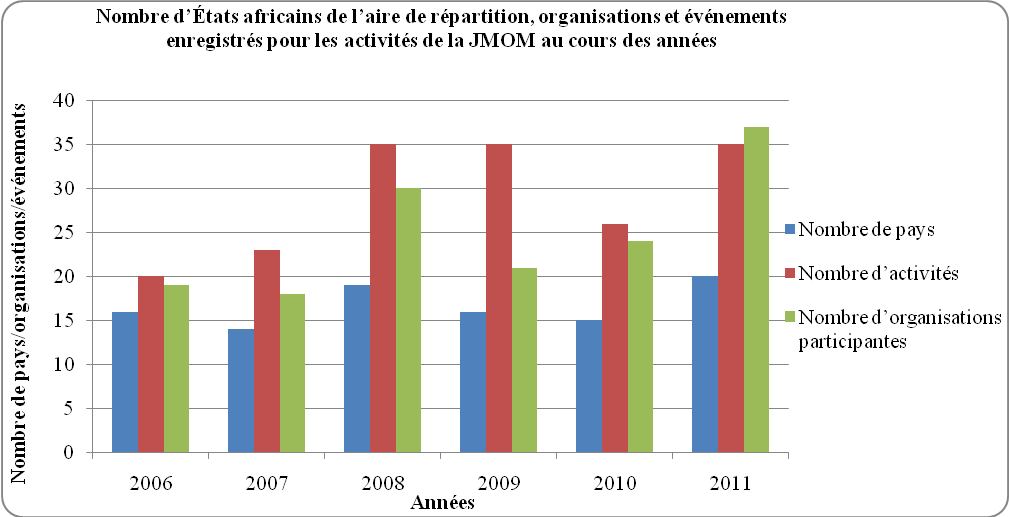 Nombre d’États africains de l’aire de répartition, organisations et événements
enregistrés pour les activités de la JMOM au cours des années
Nombre de pays/organisations/événements
40
35
30
25
20
15
10
5
0
2006 2007 2008 2009 2010 2011
Années
Nombre de pays
Nombre d’activités
Nombre d’organisations
participantes